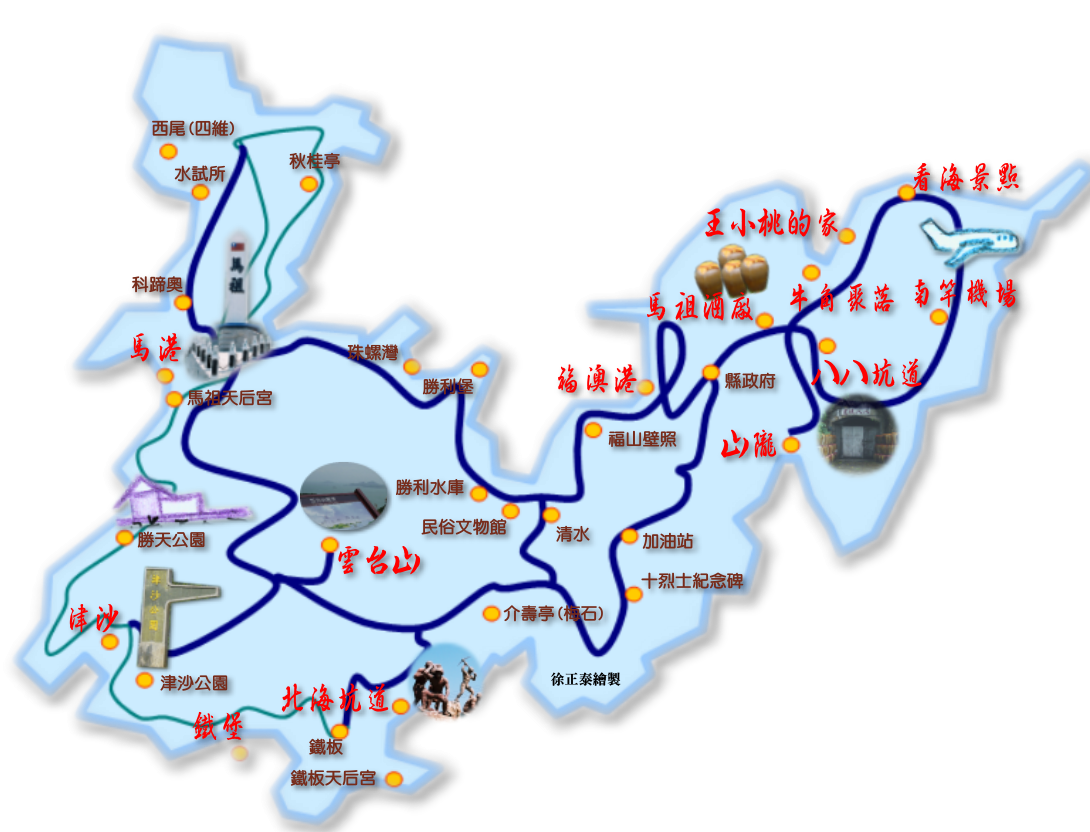 西尾(四維)
秋桂亭
水試所
看海景點
王小桃的家
馬祖
科蹄奧
馬祖酒廠
牛角聚落
南竿機場
馬港
珠螺灣
勝利堡
福澳港
縣政府
八八坑道
馬祖天后宮
福山壁照
山隴
勝利水庫
民俗文物館
清水
勝天公園
加油站
雲台山
十烈士紀念碑
津沙公園
津沙
介壽亭(梅石)
津沙公園
徐正泰繪製
北海坑道
鐵堡
鐵板
鐵板天后宮